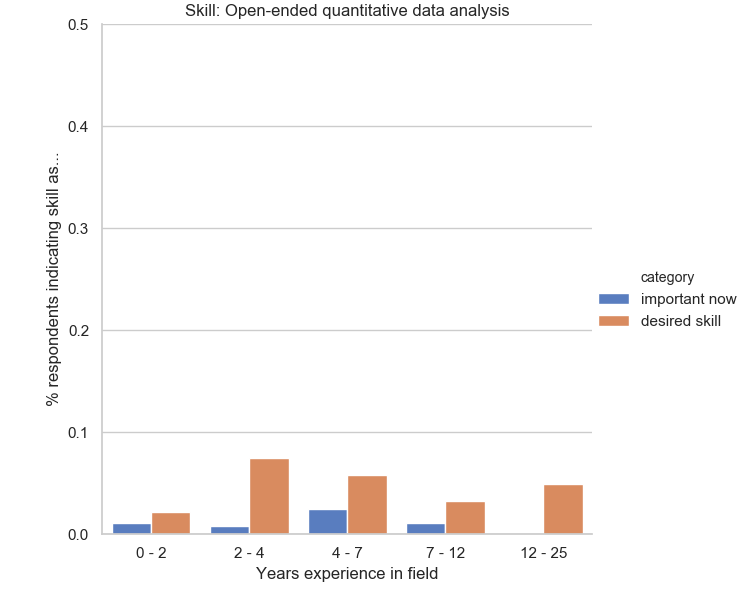 Skill: Open-ended quantitative data analysis
0.5
0.4
0.3
0.2
0.1
0.0
% respondents indicating skill as...
0 - 2
2 - 4
4 - 7
7 - 12
12 - 25
Years experience in field
category
important now
desired skill